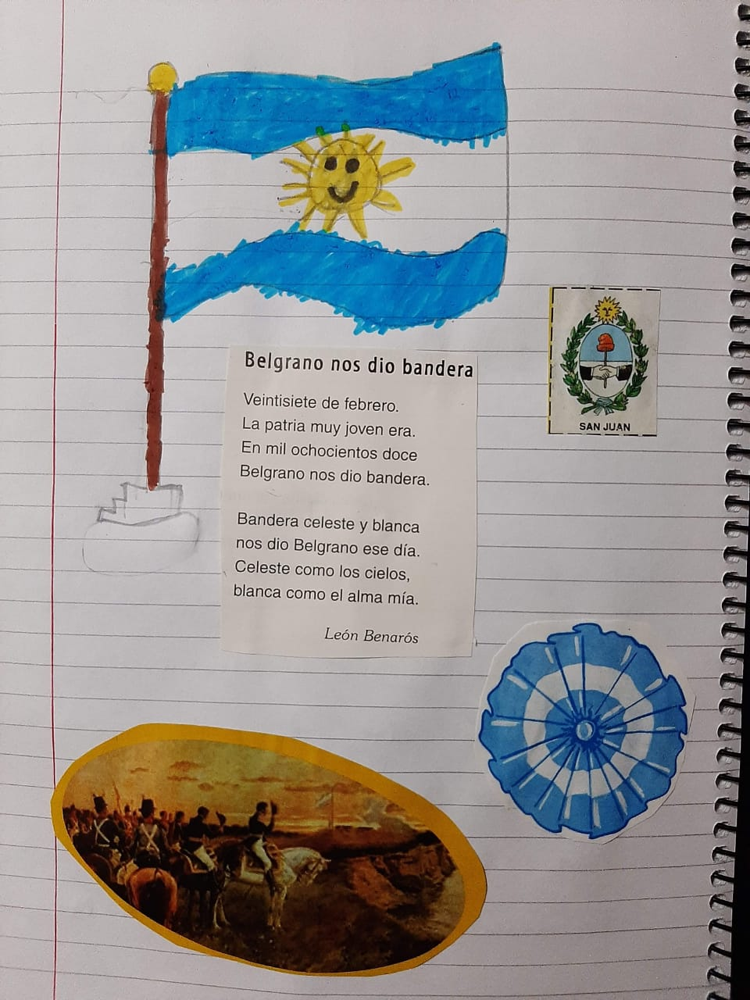 Belgrano nos dio bandera
Veintisiete de febrero.
La patria muy joven era.
En mil ochocientos doce
Belgrano nos dio bandera.
Bandera celeste y blanca
nos dio Belgrano ese día.
Celeste como los cielos,
blanca como el alma mía.
León Benarós
SAN JUAN